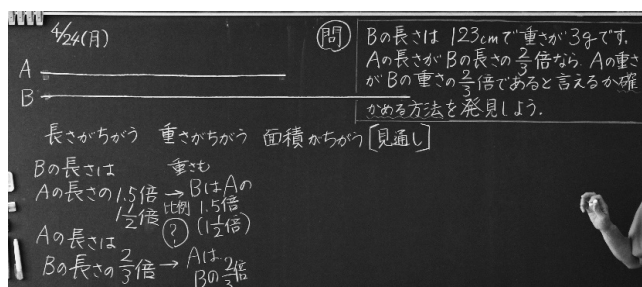 4/24(月)
問
Bの長さは 123cmで重さが 3gです。
Aの長さが Bの長さの2/3倍なら、Aの重さ
がBの重さの2/3倍であると言えるか確
かめる方法を発見しよう。
A
B
長さがちがう 重さがちがう 面積がちがう [見通し]
Bの長さは
Aの長さの1.5倍
1 1/2倍
→
比例
?
重さも
BはAの
1.5倍
(1 1/2倍)
Aの長さは
Bの長さの2/3倍 →
Aは
Bの2/3倍